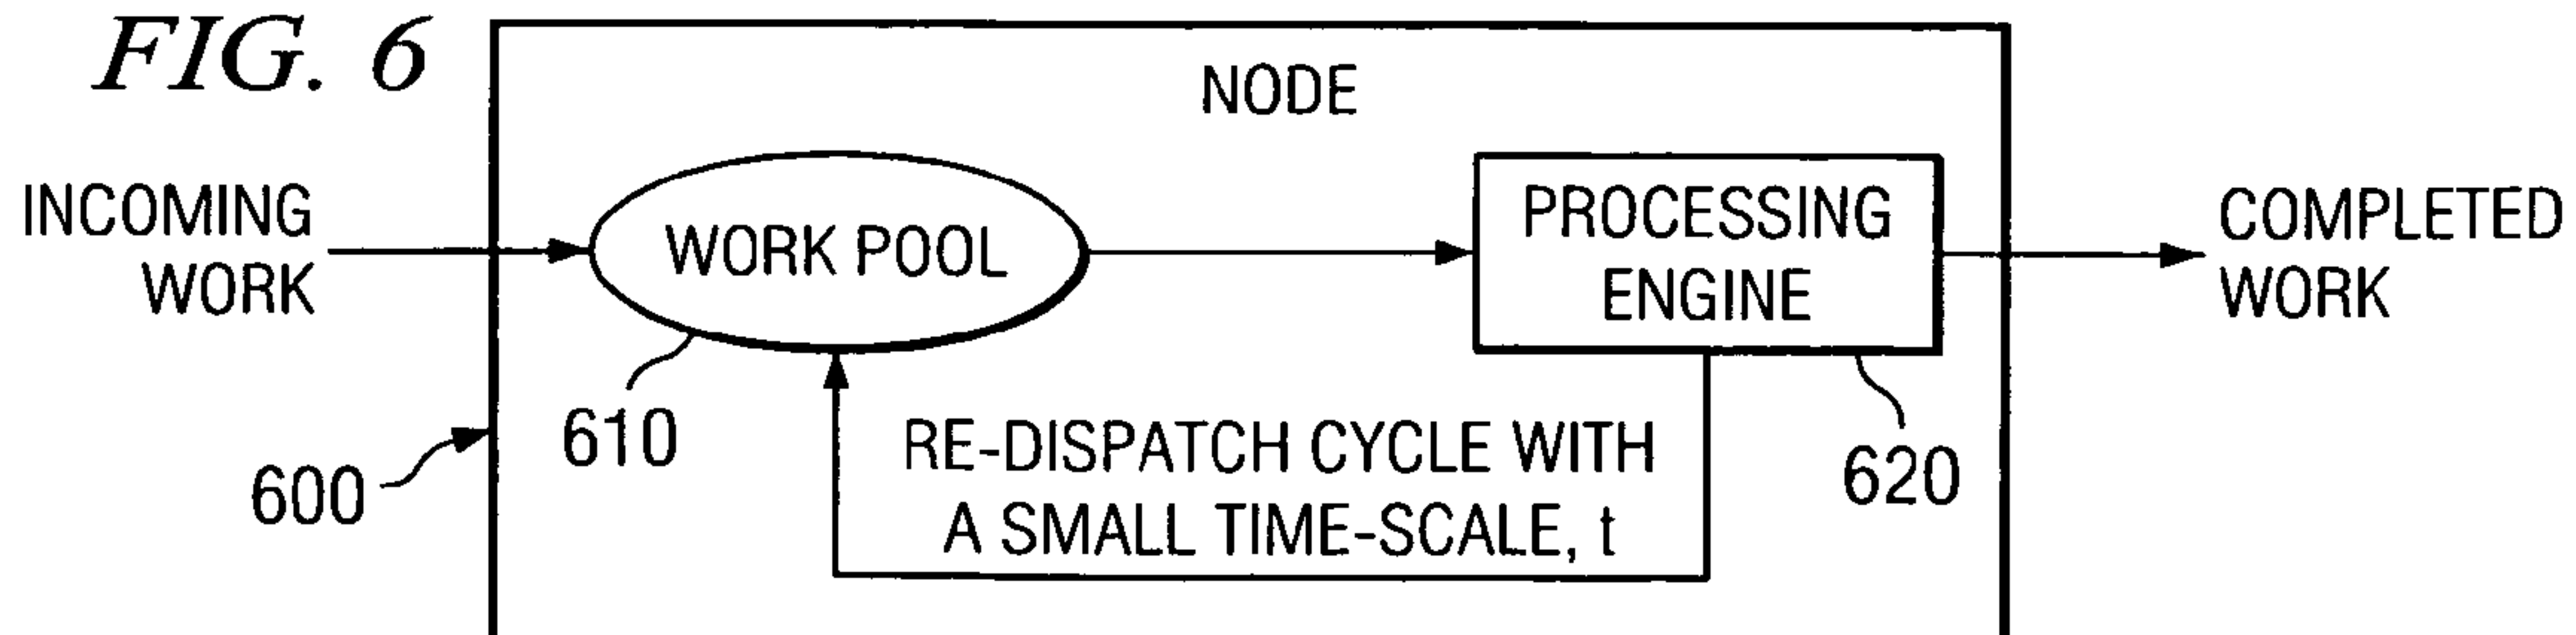 FIG. 6
NODE
INCOMING
WORK
WORK POOL
PROCESSING
ENGINE
COMPLETED
WORK
610
RE-DISPATCH CYCLE WITH
A SMALL TIME-SCALE, t
620
600